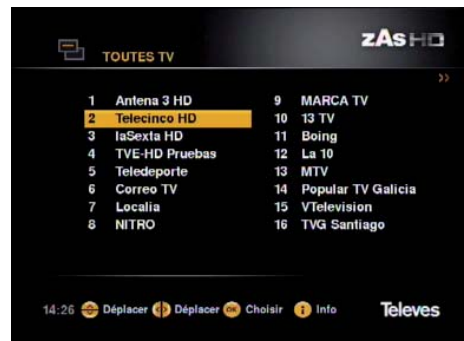 zAs HD
TOUTES TV
>>
1 Antena 3 HD
2 Telecinco HD
3 laSexta HD
4 TVE-HD Pruebas
5 Teledeporte
6 Correo TV
7 Localia
8 NITRO
9 MARCA TV
10 13 TV
11 Boing
12 La 10
13 MTV
14 Popular TV Galicia
15 VTelevision
16 TVG Santiago
14:26 Déplacer Déplacer OK Choisir i Info Televes